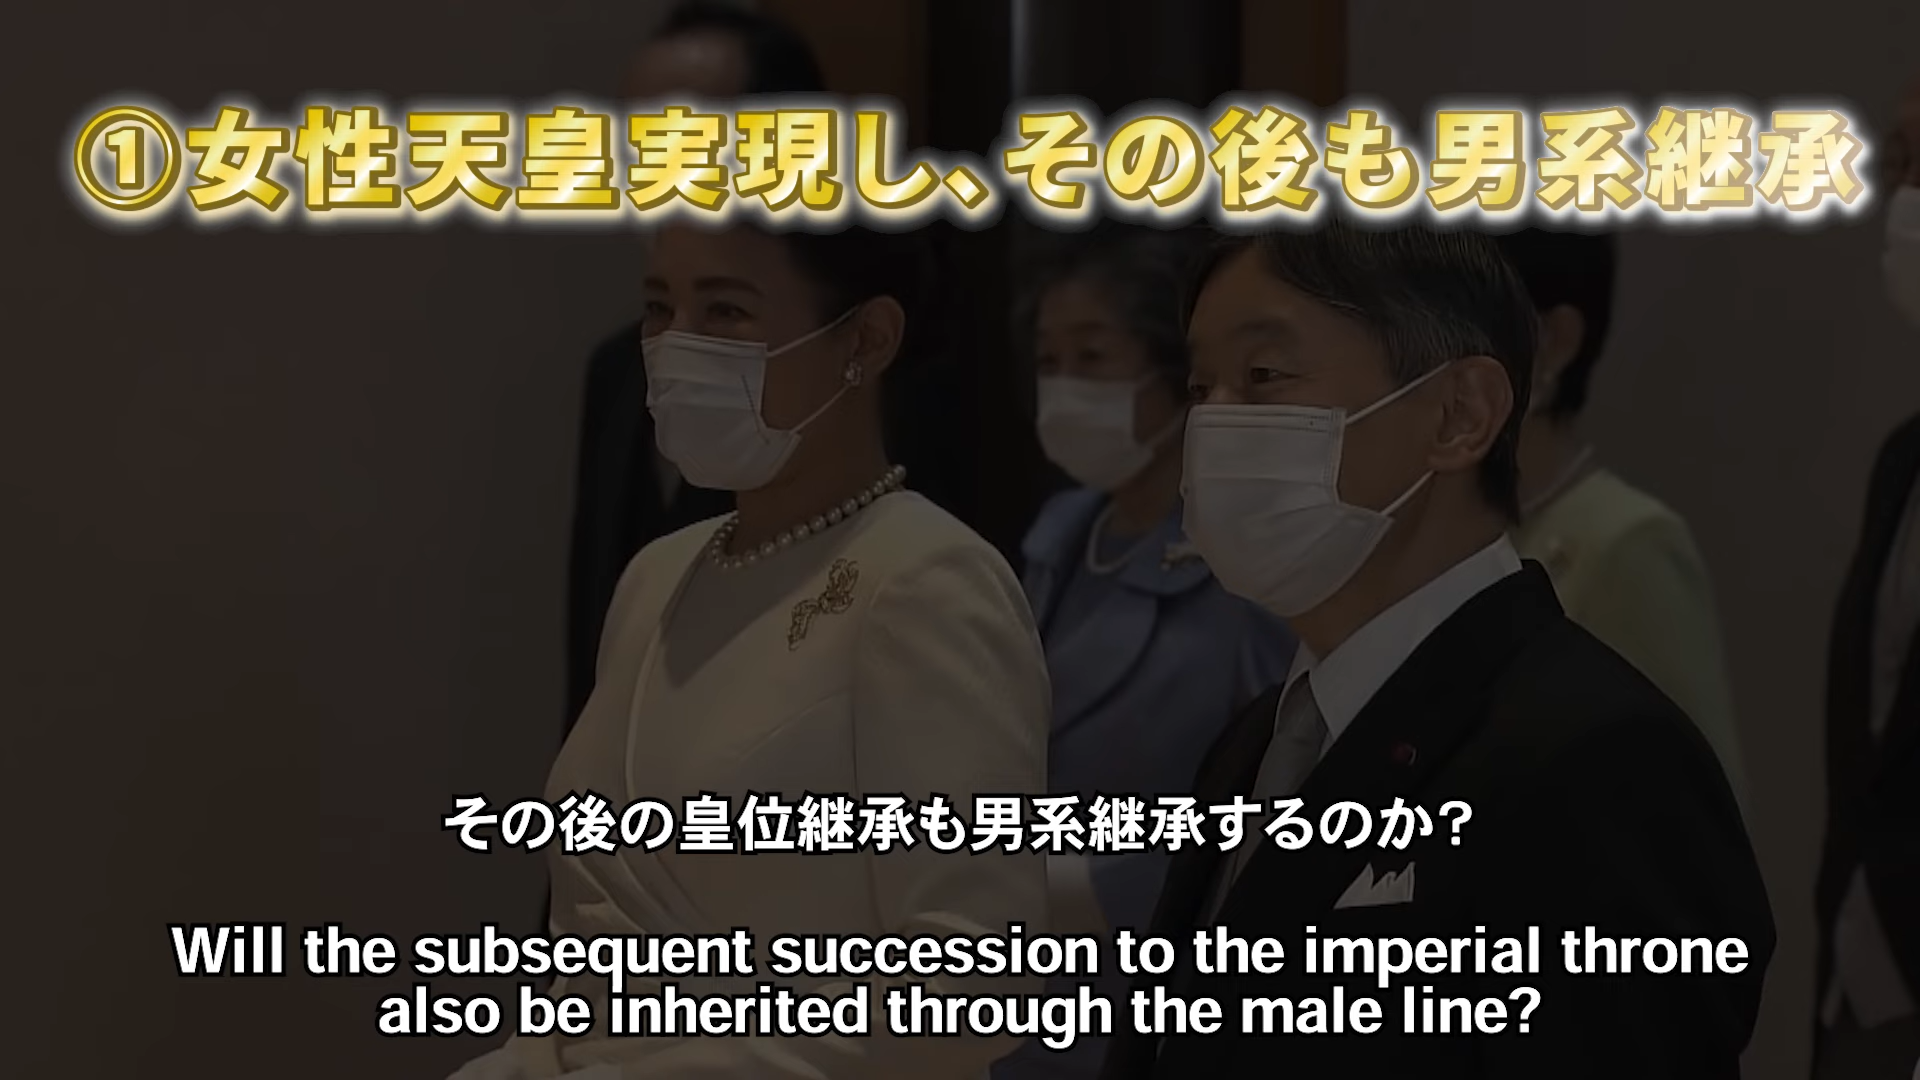 ①女性天皇実現し、その後も男系継承
その後の皇位継承も男系継承するのか?
Will the subsequent succession to the imperial throne
also be inherited through the male line?